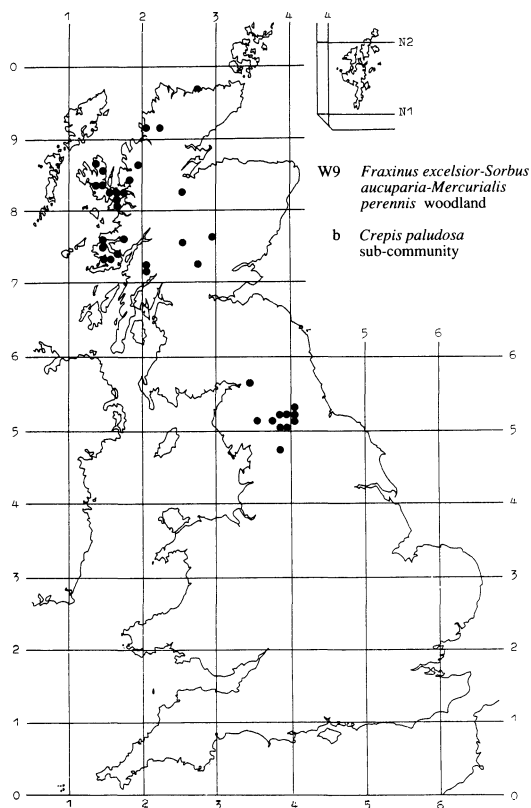 1 2 3 4
4
N2
N1
0
9
8
7
6
5
4
3
2
1
0
W9 Fraxinus excelsior-Sorbus
aucuparia-Mercurialis
perennis woodland
b Crepis paludosa
sub-community
5 6
6
5
4
3
2
1
0
1 2 3 4 5 6